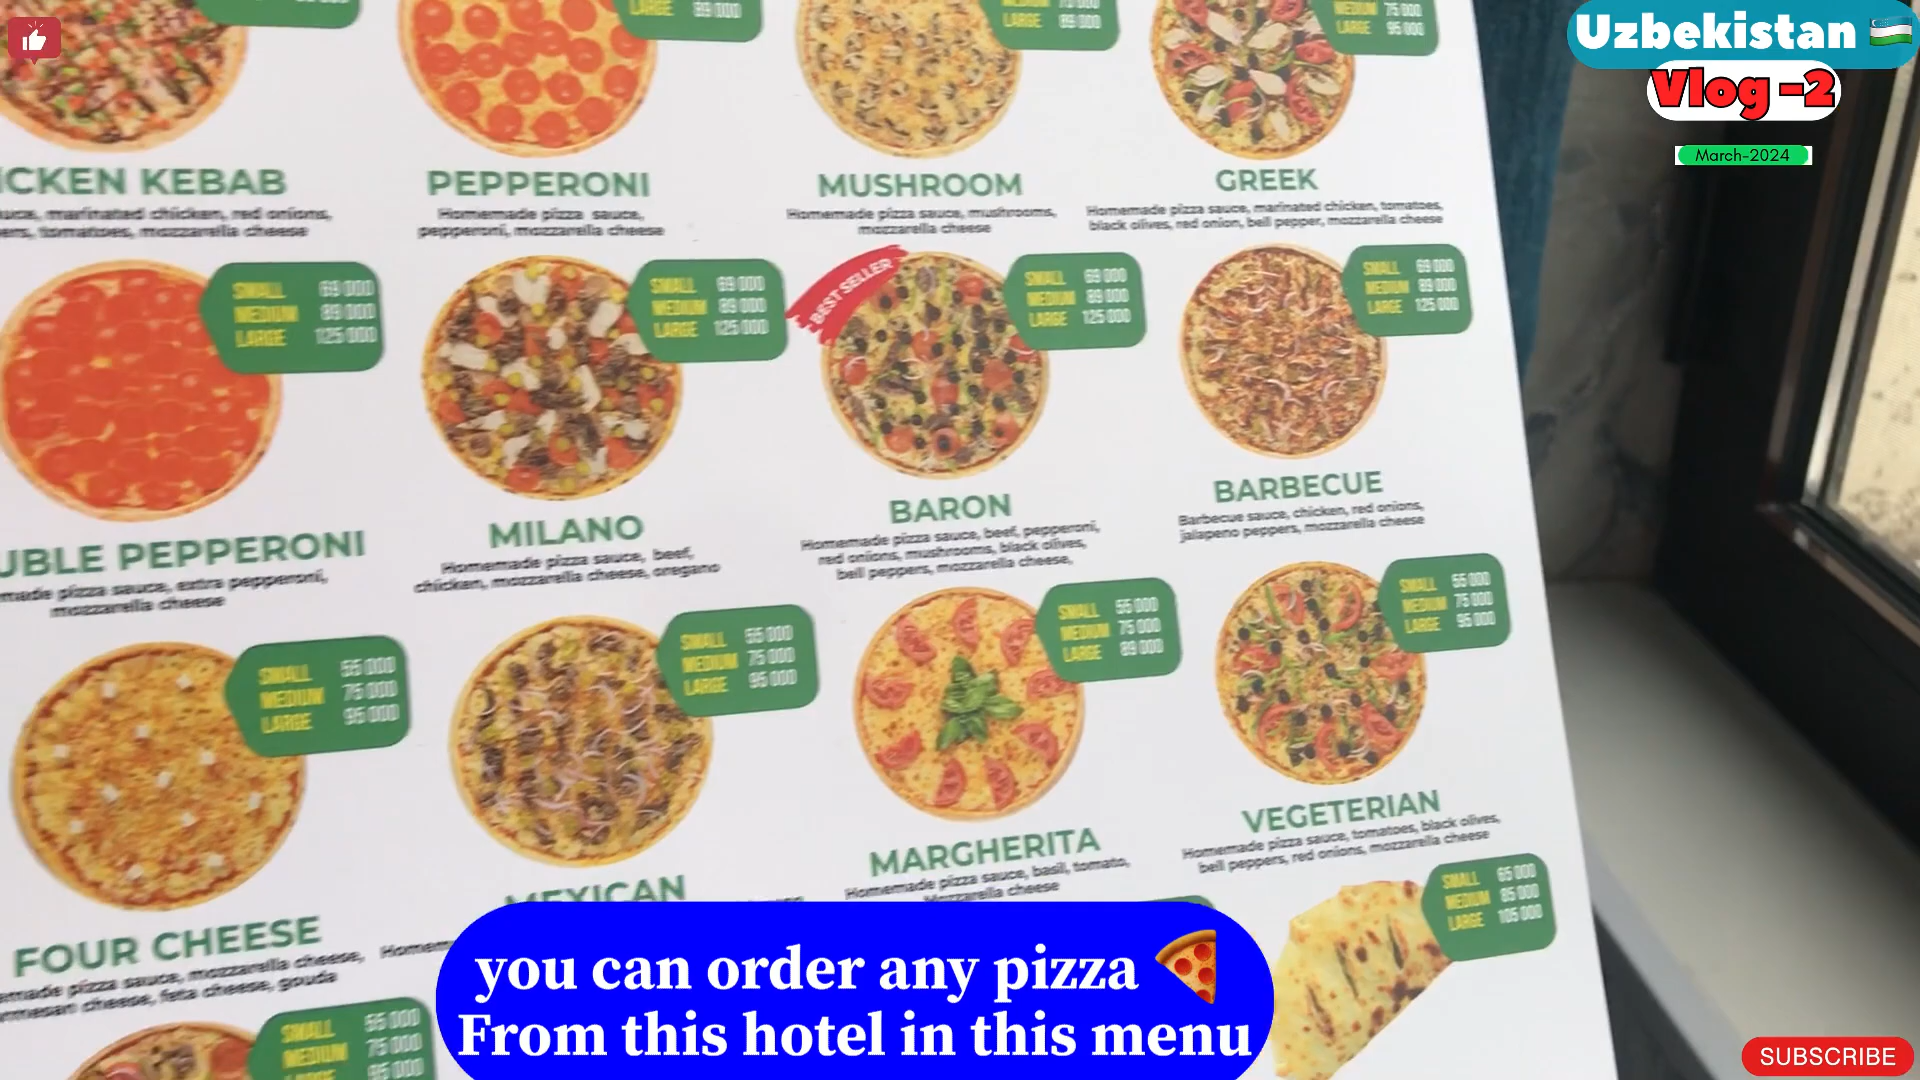 Uzbekistan
Vlog -2
March-2024
LARGE 89 000
LARGE 89 000
MEDIUM 75 000
LARGE 95 000
ICKEN KEBAB
uce, marinated chicken, red onions,
ers, tomatoes, mozzarella cheese
PEPPERONI
Homemade pizza sauce,
pepperoni, mozzarella cheese
MUSHROOM
Homemade pizza sauce, mushrooms,
mozzarella cheese
GREEK
Homemade pizza sauce, marinated chicken, tomatoes,
black olives, red onion, bell pepper, mozzarella cheese
SMALL 69 000
MEDIUM 89 000
LARGE 125 000
SMALL 69 000
MEDIUM 89 000
LARGE 125 000
BEST SELLER
SMALL 69 000
MEDIUM 89 000
LARGE 125 000
SMALL 69 000
MEDIUM 89 000
LARGE 125 000
UBLE PEPPERONI
made pizza sauce, extra pepperoni,
mozzarella cheese
MILANO
Homemade pizza sauce, beef,
chicken, mozzarella cheese, oregano
BARON
Homemade pizza sauce, beef, pepperoni,
red onions, mushrooms, black olives,
bell peppers, mozzarella cheese,
BARBECUE
Barbecue sauce, chicken, red onions,
jalapeno peppers, mozzarella cheese
SMALL 55 000
MEDIUM 75 000
LARGE 95 000
SMALL 55 000
MEDIUM 75 000
LARGE 95 000
SMALL 55 000
MEDIUM 75 000
LARGE 89 000
SMALL 55 000
MEDIUM 75 000
LARGE 95 000
FOUR CHEESE
emade pizza sauce, mozzarella cheese,
rmesan cheese, feta cheese, gouda
MEXICAN
Homem
MARGHERITA
Homemade pizza sauce, basil, tomato,
Mozzarella cheese
VEGETERIAN
Homemade pizza sauce, tomatoes, black olives,
bell peppers, red onions, mozzarella cheese
SMALL 55 000
MEDIUM 75 000
LARGE 95 000
SMALL 65 000
MEDIUM 85 000
LARGE 105 000
you can order any pizza
From this hotel in this menu
SUBSCRIBE